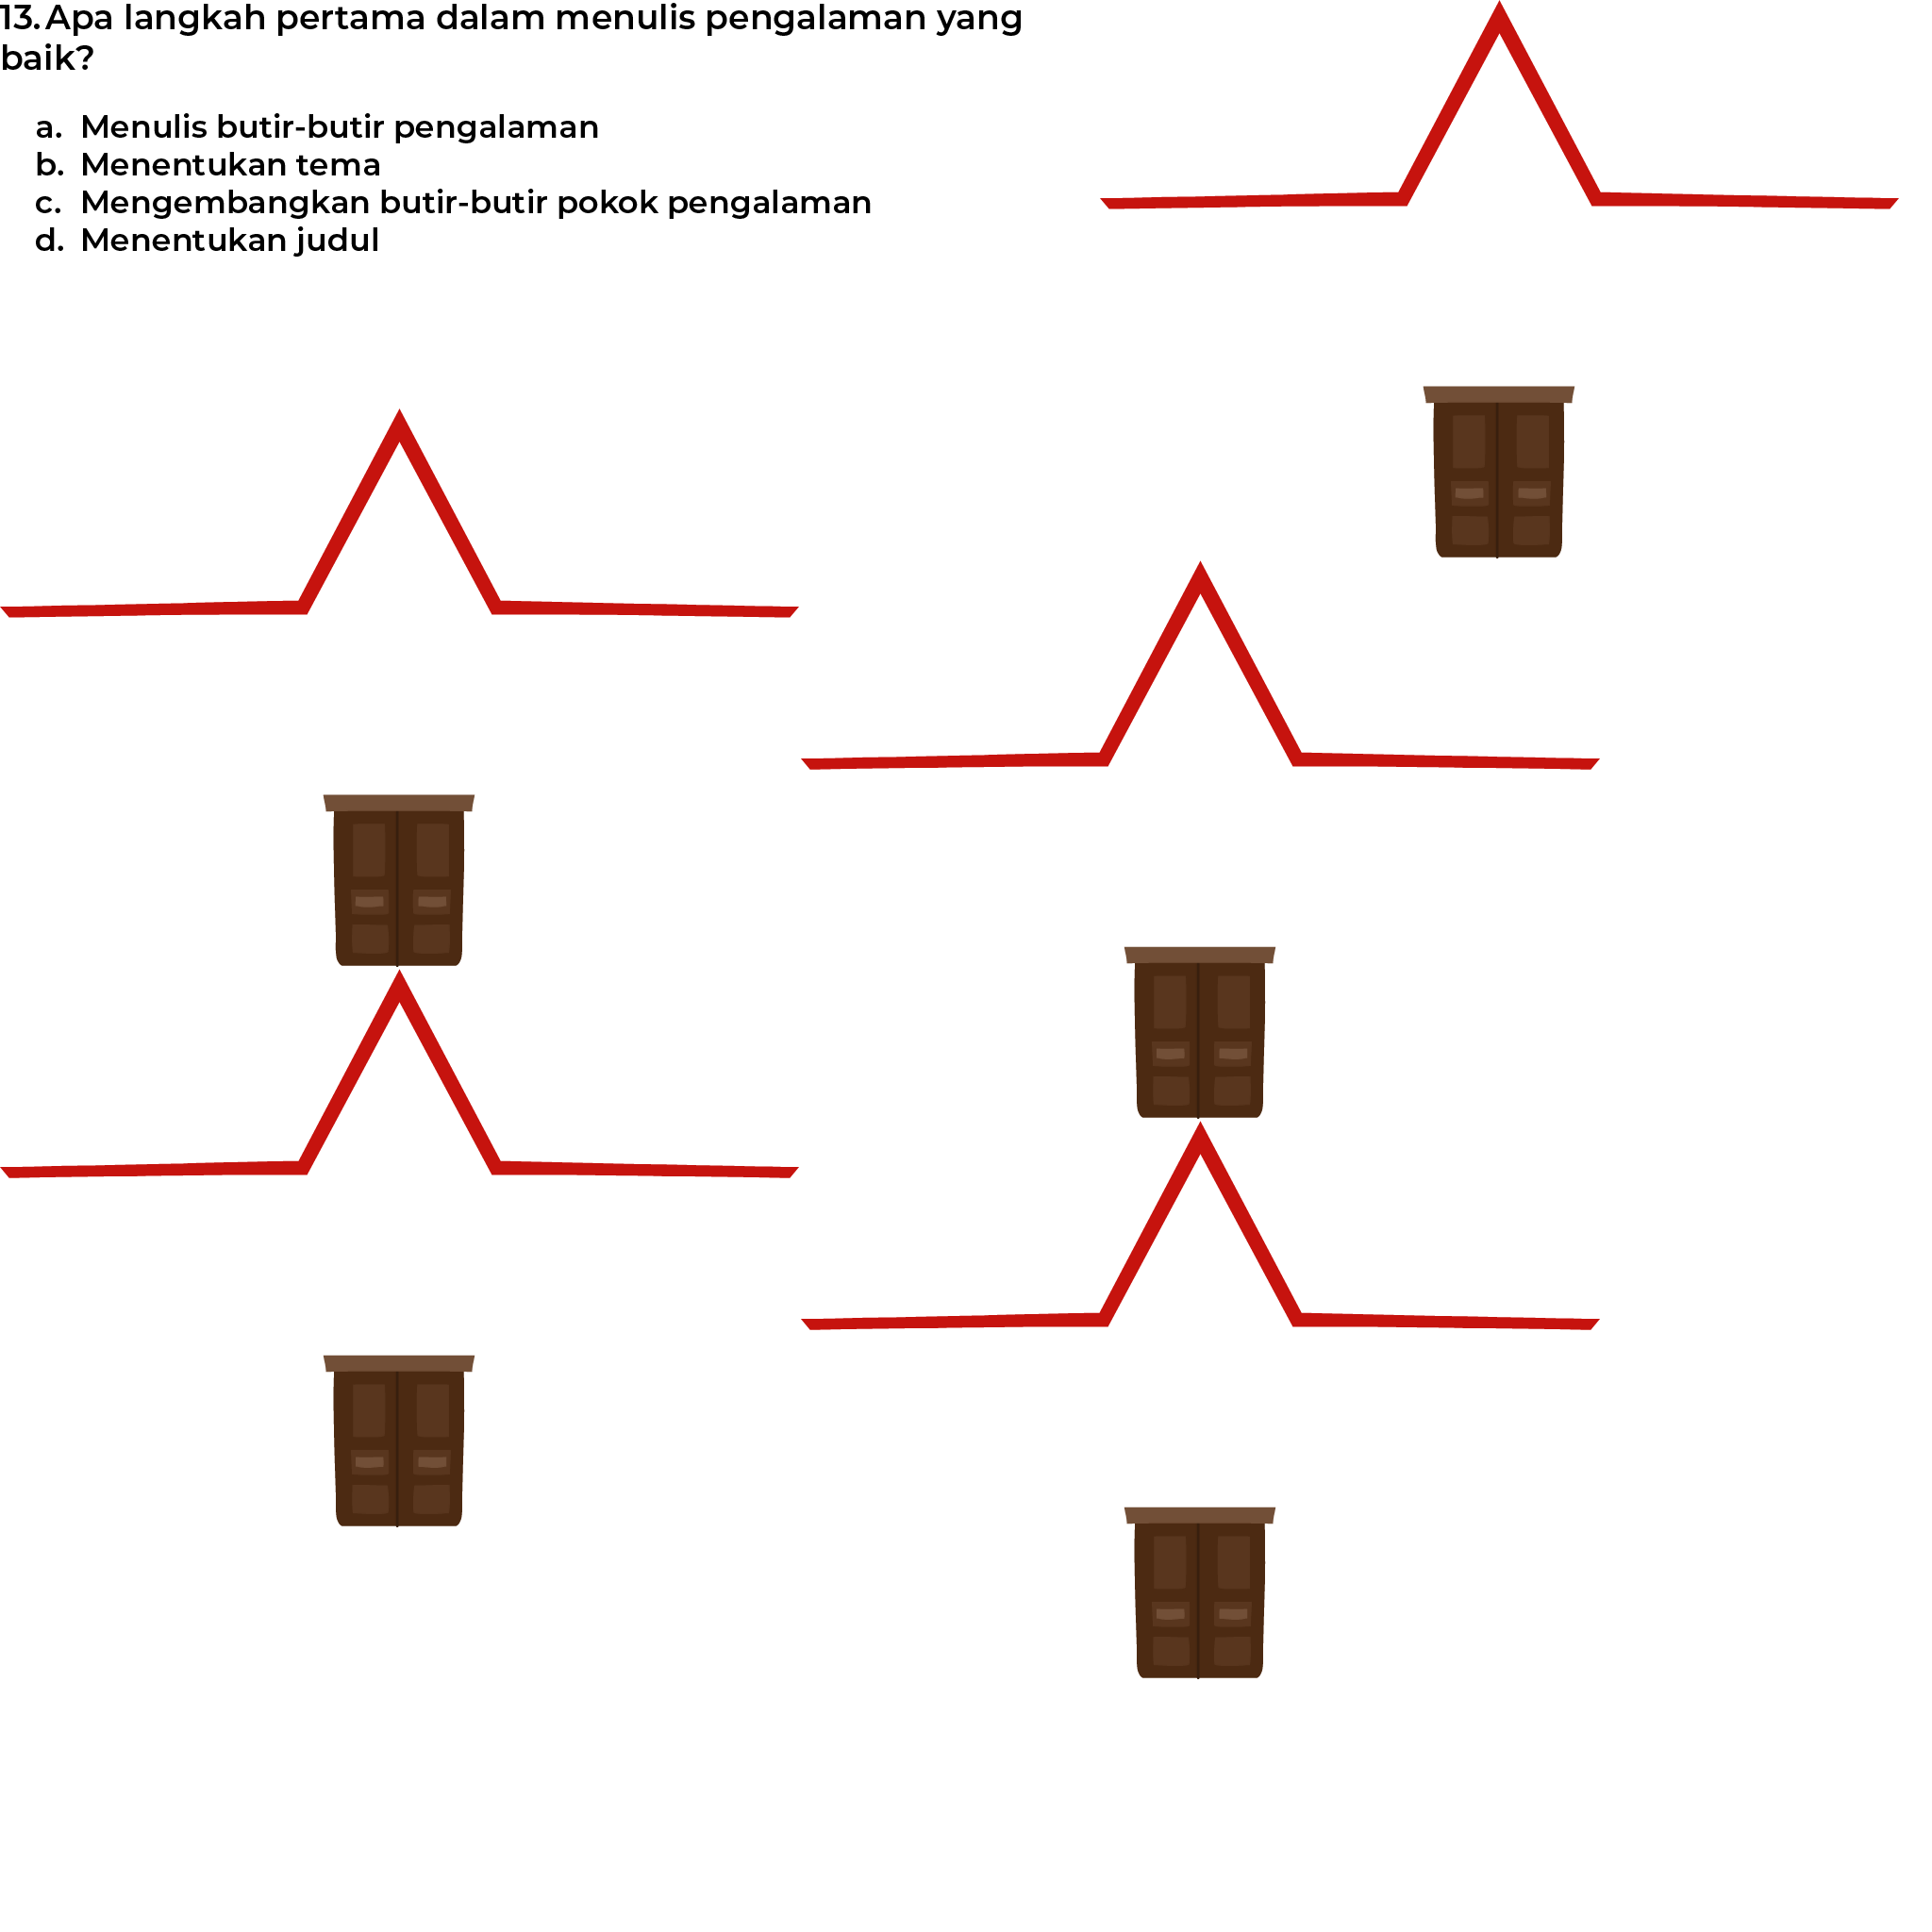 13. Apa langkah pertama dalam menulis pengalaman yang
baik?
a. Menulis butir-butir pengalaman
b. Menentukan tema
c. Mengembangkan butir-butir pokok pengalaman
d. Menentukan judul